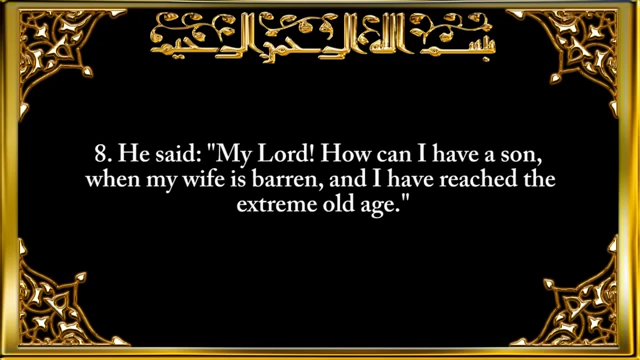 بسم الله الرحمن الرحيم
8. He said: "My Lord! How can I have a son,
when my wife is barren, and I have reached the
extreme old age."